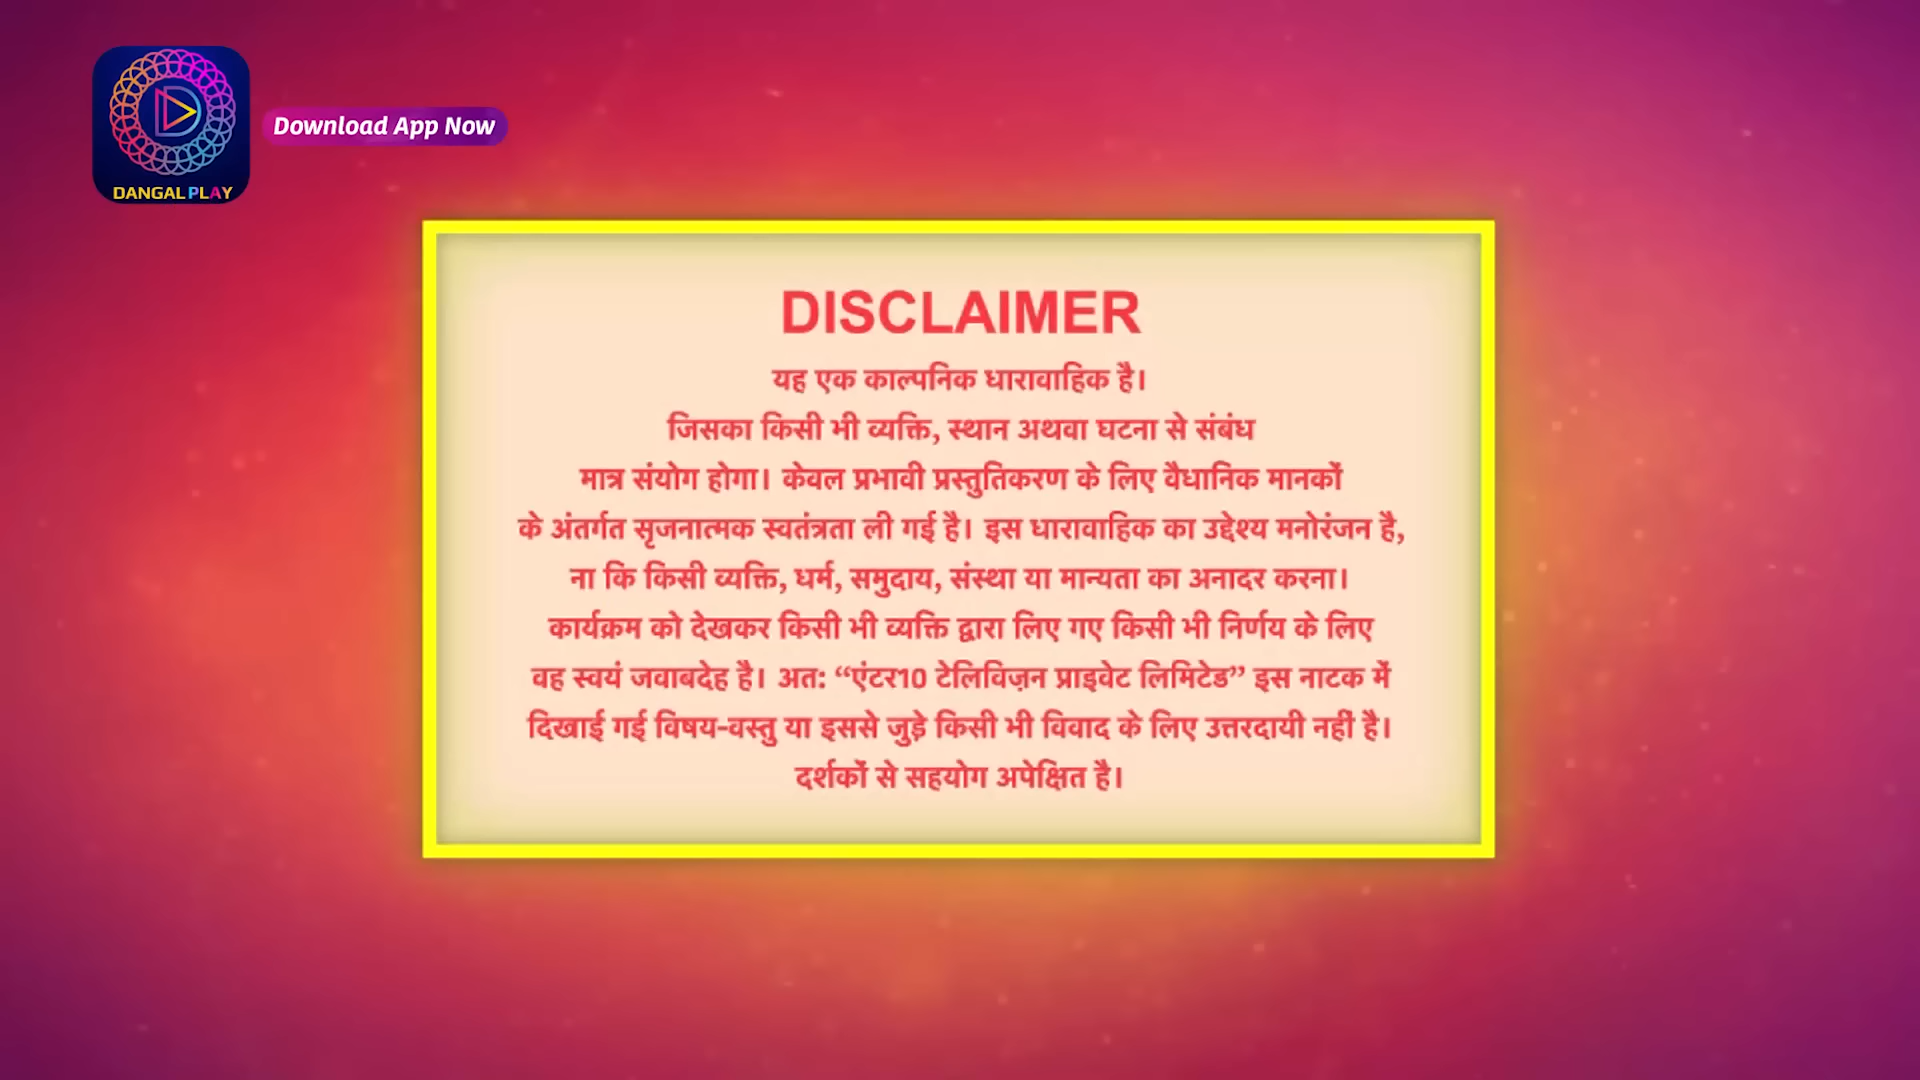 DANGAL PLAY
Download App Now
DISCLAIMER
यह एक काल्पनिक धारावाहिक है।
जिसका किसी भी व्यक्ति, स्थान अथवा घटना से संबंध
मात्र संयोग होगा। केवल प्रभावी प्रस्तुतिकरण के लिए वैधानिक मानकों
के अंतर्गत सृजनात्मक स्वतंत्रता ली गई है। इस धारावाहिक का उद्देश्य मनोरंजन है,
ना कि किसी व्यक्ति, धर्म, समुदाय, संस्था या मान्यता का अनादर करना।
कार्यक्रम को देखकर किसी भी व्यक्ति द्वारा लिए गए किसी भी निर्णय के लिए
वह स्वयं जवाबदेह है। अत: “एंटर10 टेलिविज़न प्राइवेट लिमिटेड” इस नाटक में
दिखाई गई विषय-वस्तु या इससे जुड़े किसी भी विवाद के लिए उत्तरदायी नहीं है।
दर्शकों से सहयोग अपेक्षित है।